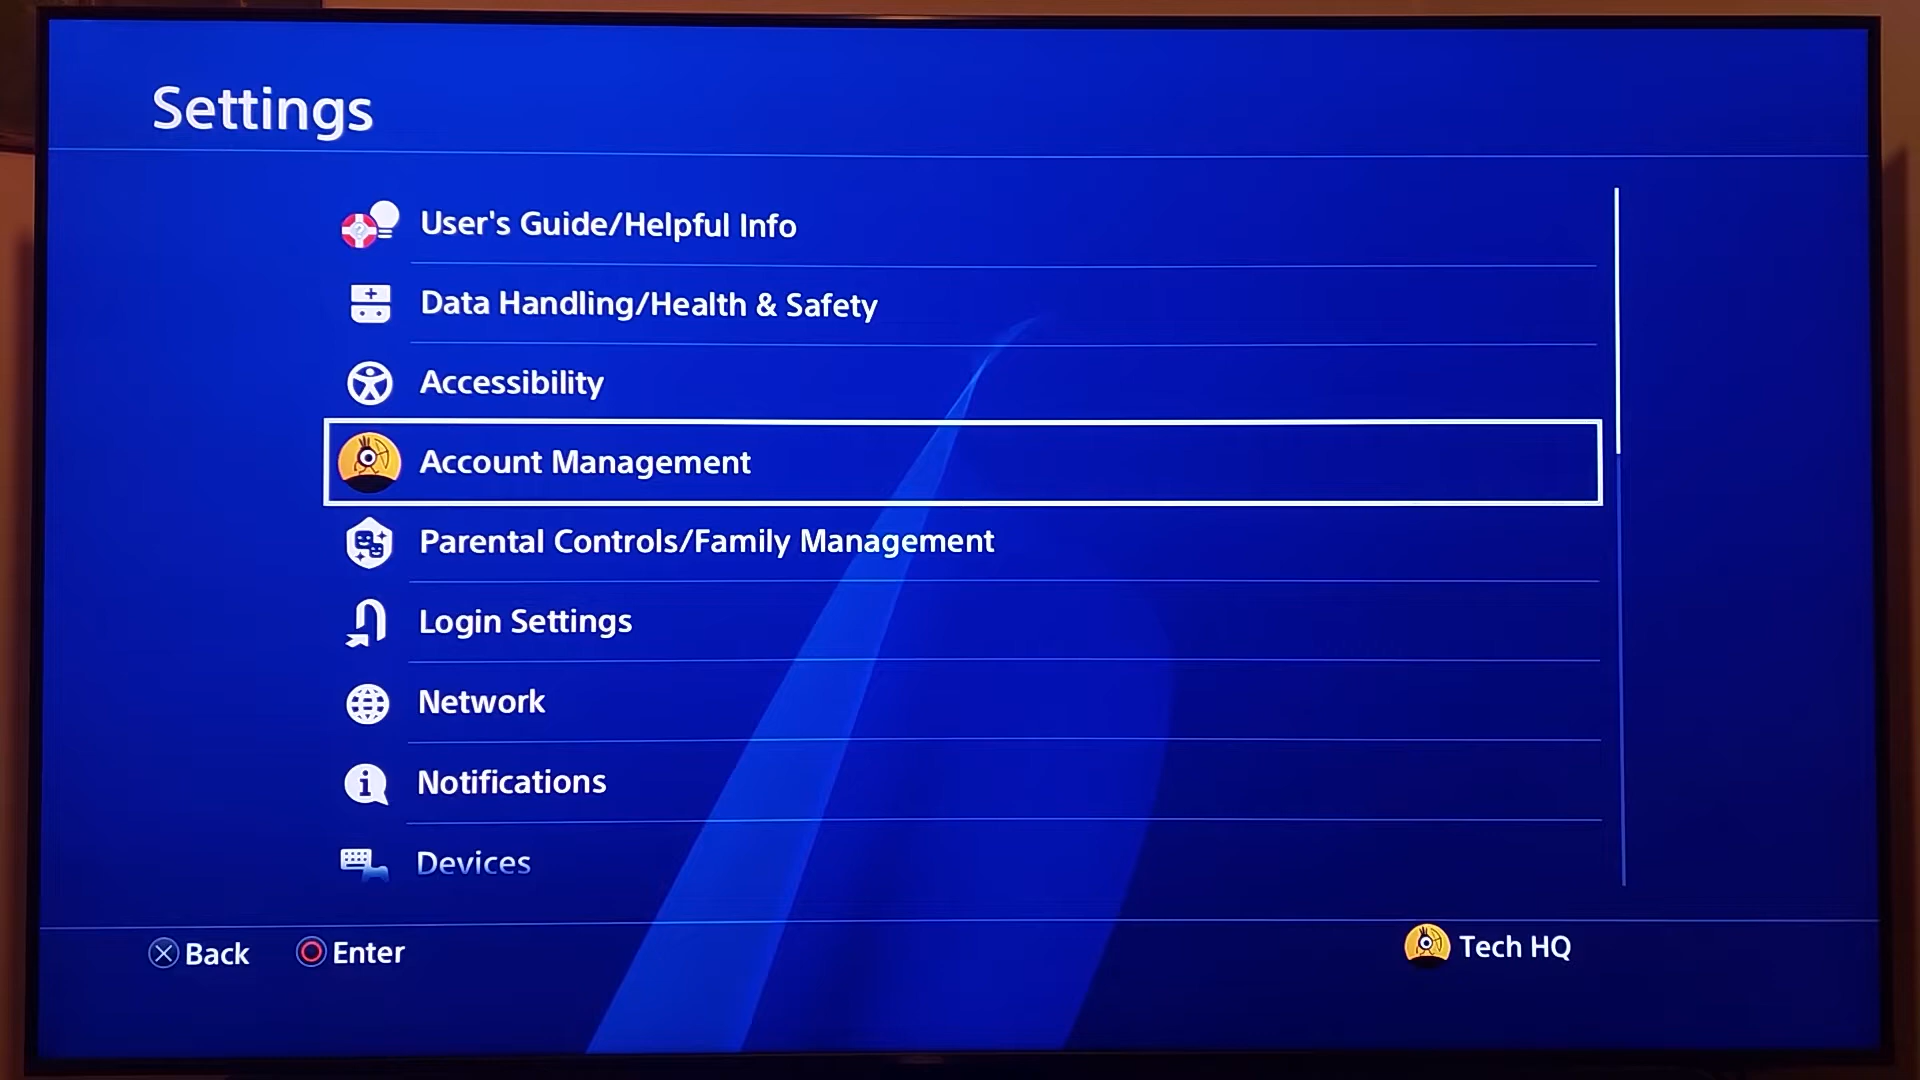 Settings
User's Guide/Helpful Info
Data Handling/Health & Safety
Accessibility
Account Management
Parental Controls/Family Management
Login Settings
Network
Notifications
Devices
Back
Enter
Tech HQ